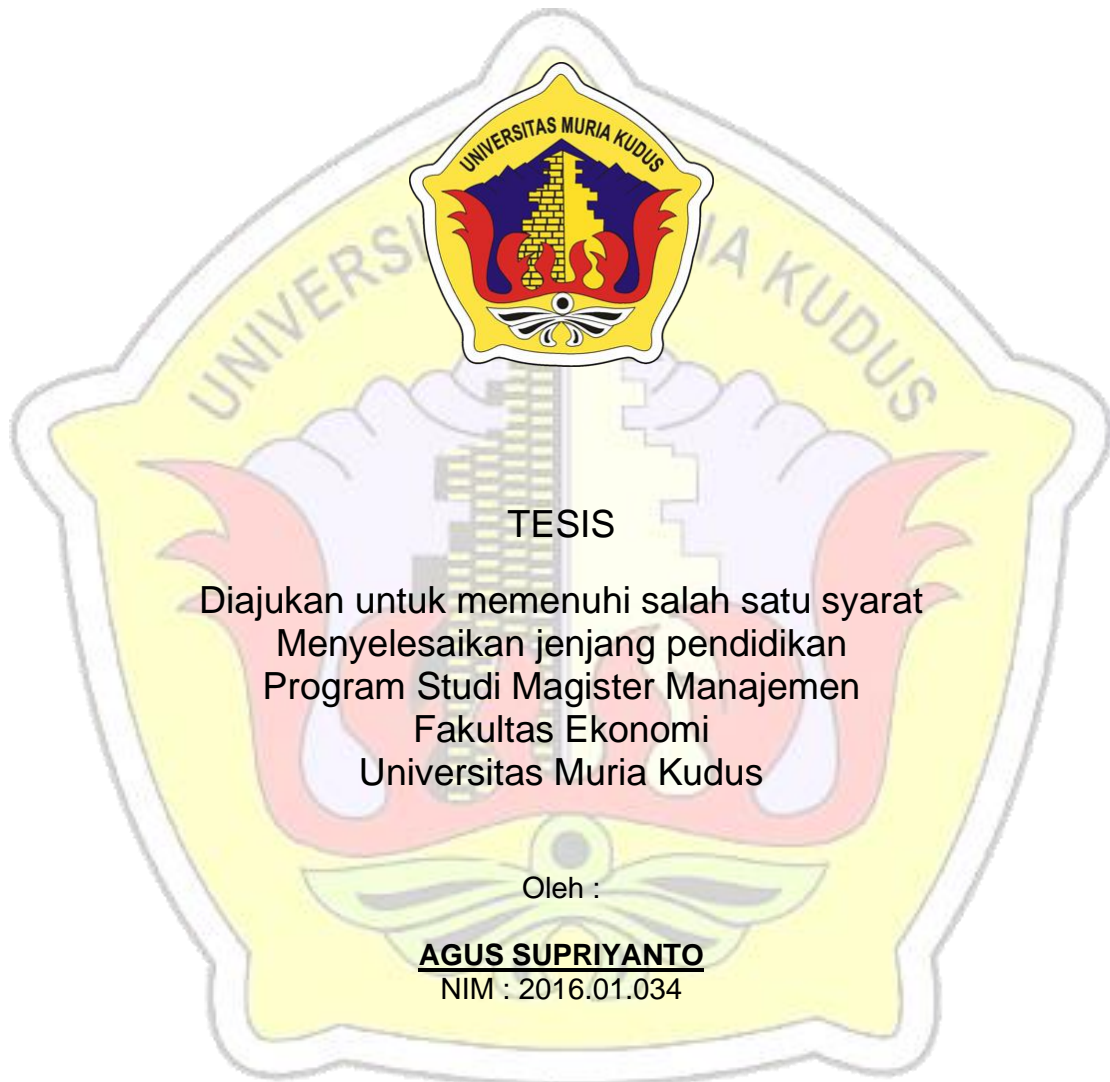 UNIVERSITAS MURIA KUDUS
TESIS
Diajukan untuk memenuhi salah satu syarat
Menyelesaikan jenjang pendidikan
Program Studi Magister Manajemen
Fakultas Ekonomi
Universitas Muria Kudus
Oleh :
AGUS SUPRIYANTO
NIM : 2016.01.034